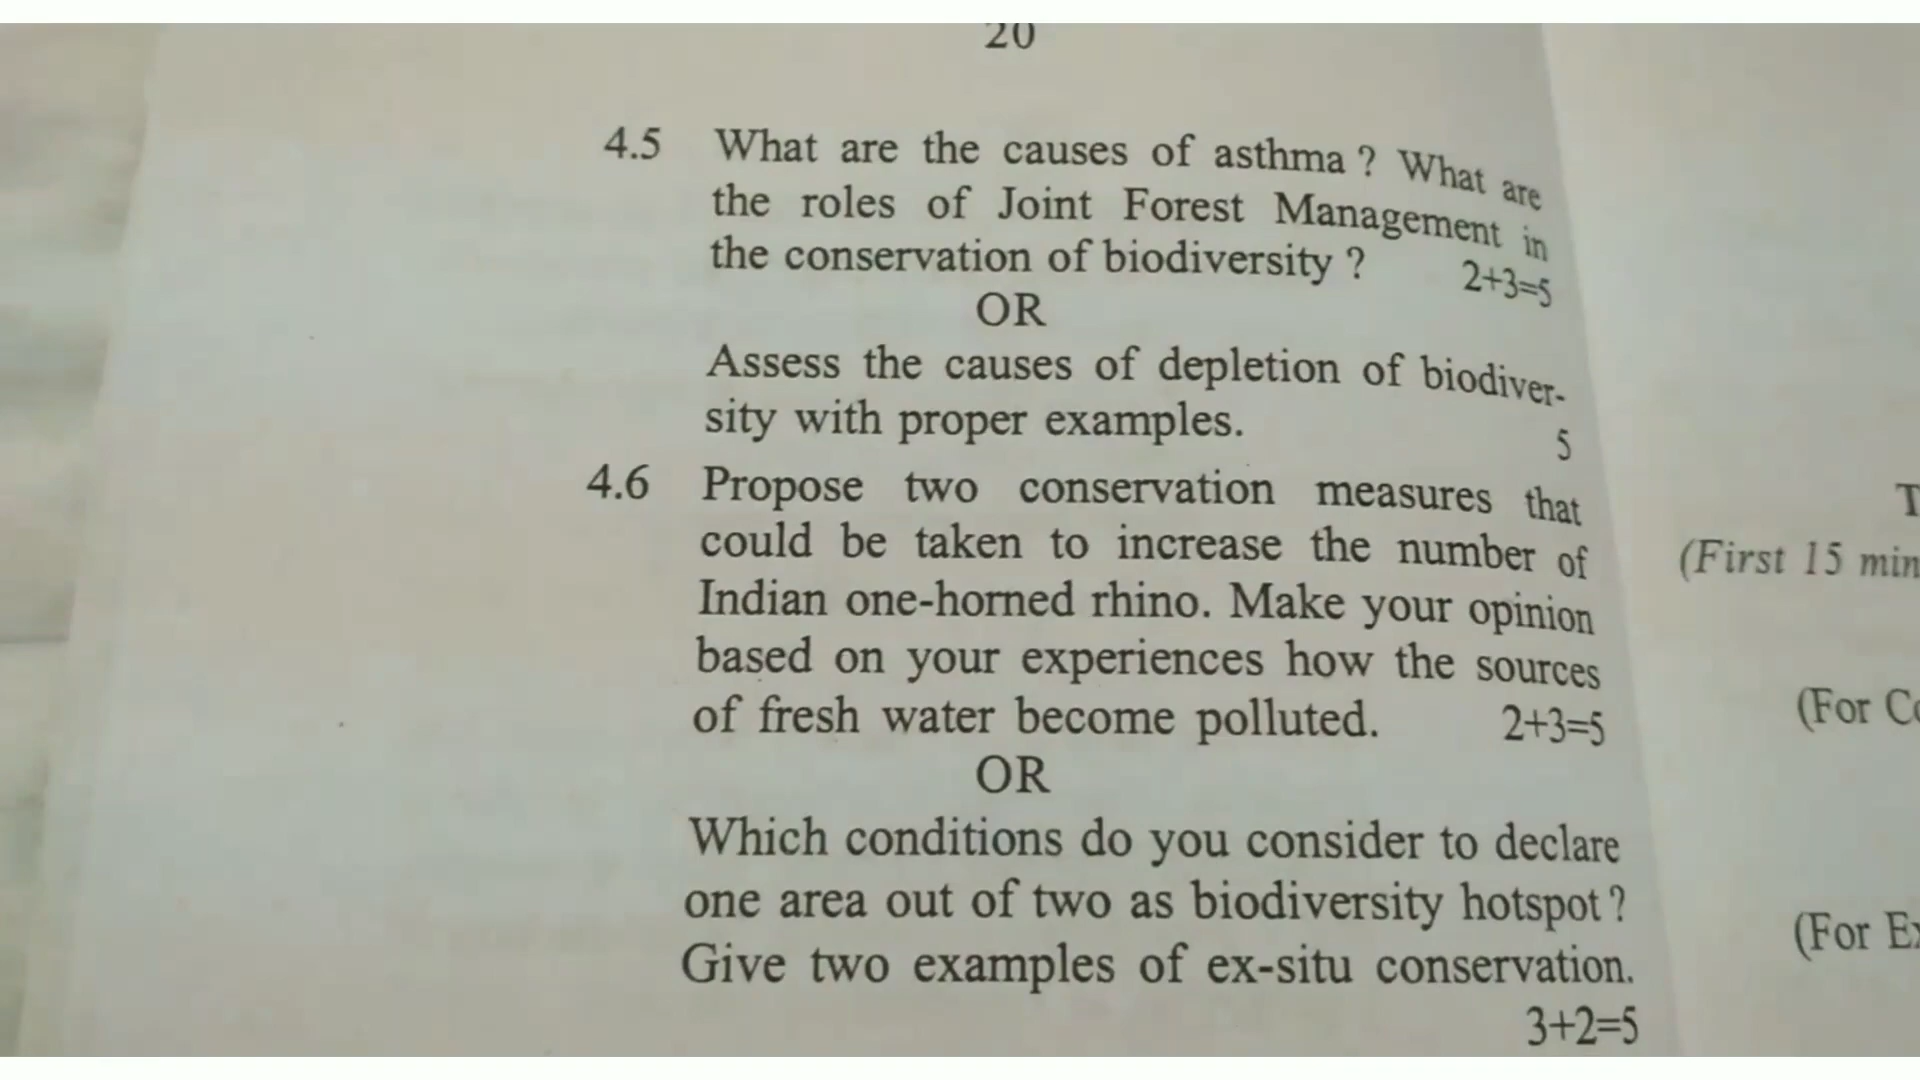 20
4.5 What are the causes of asthma ? What are
the roles of Joint Forest Management in
the conservation of biodiversity ? 2+3=5
OR
Assess the causes of depletion of biodiver-
sity with proper examples. 5
4.6 Propose two conservation measures that
could be taken to increase the number of
Indian one-horned rhino. Make your opinion
based on your experiences how the sources
of fresh water become polluted. 2+3=5
OR
Which conditions do you consider to declare
one area out of two as biodiversity hotspot ?
Give two examples of ex-situ conservation.
3+2=5
T
(First 15 min
(For
(For